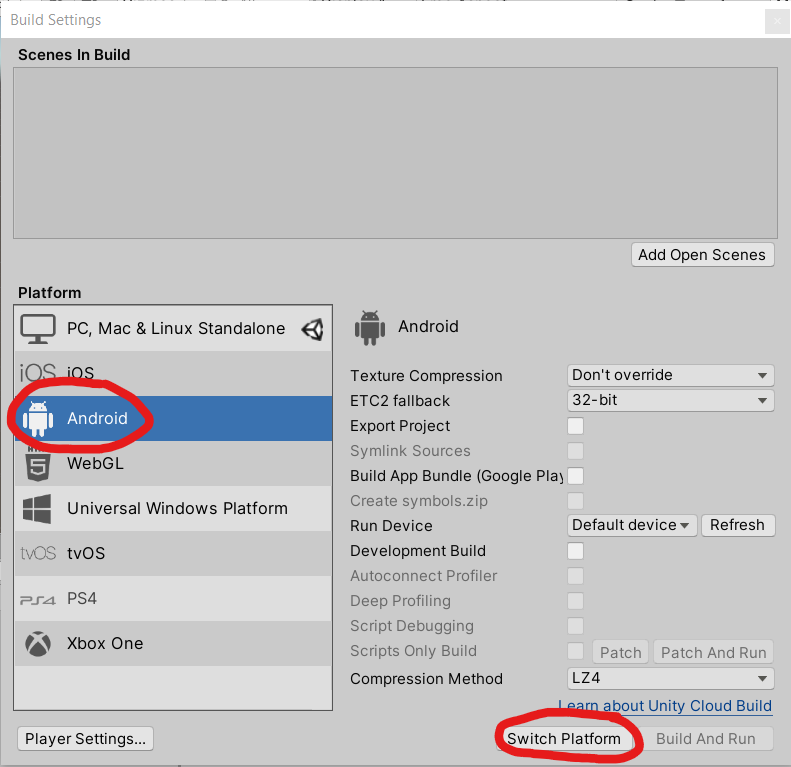 Build Settings
Scenes In Build
Add Open Scenes
Platform
PC, Mac & Linux Standalone
iOS iOS
Android
WebGL
Universal Windows Platform
tvOS tvOS
PS4 PS4
Xbox One
Android
Texture Compression Don't override
ETC2 fallback 32-bit
Export Project
Symlink Sources
Build App Bundle (Google Play
Create symbols.zip
Run Device Default device Refresh
Development Build
Autoconnect Profiler
Deep Profiling
Script Debugging
Scripts Only Build Patch Patch And Run
Compression Method LZ4
Learn about Unity Cloud Build
Player Settings... Switch Platform Build And Run